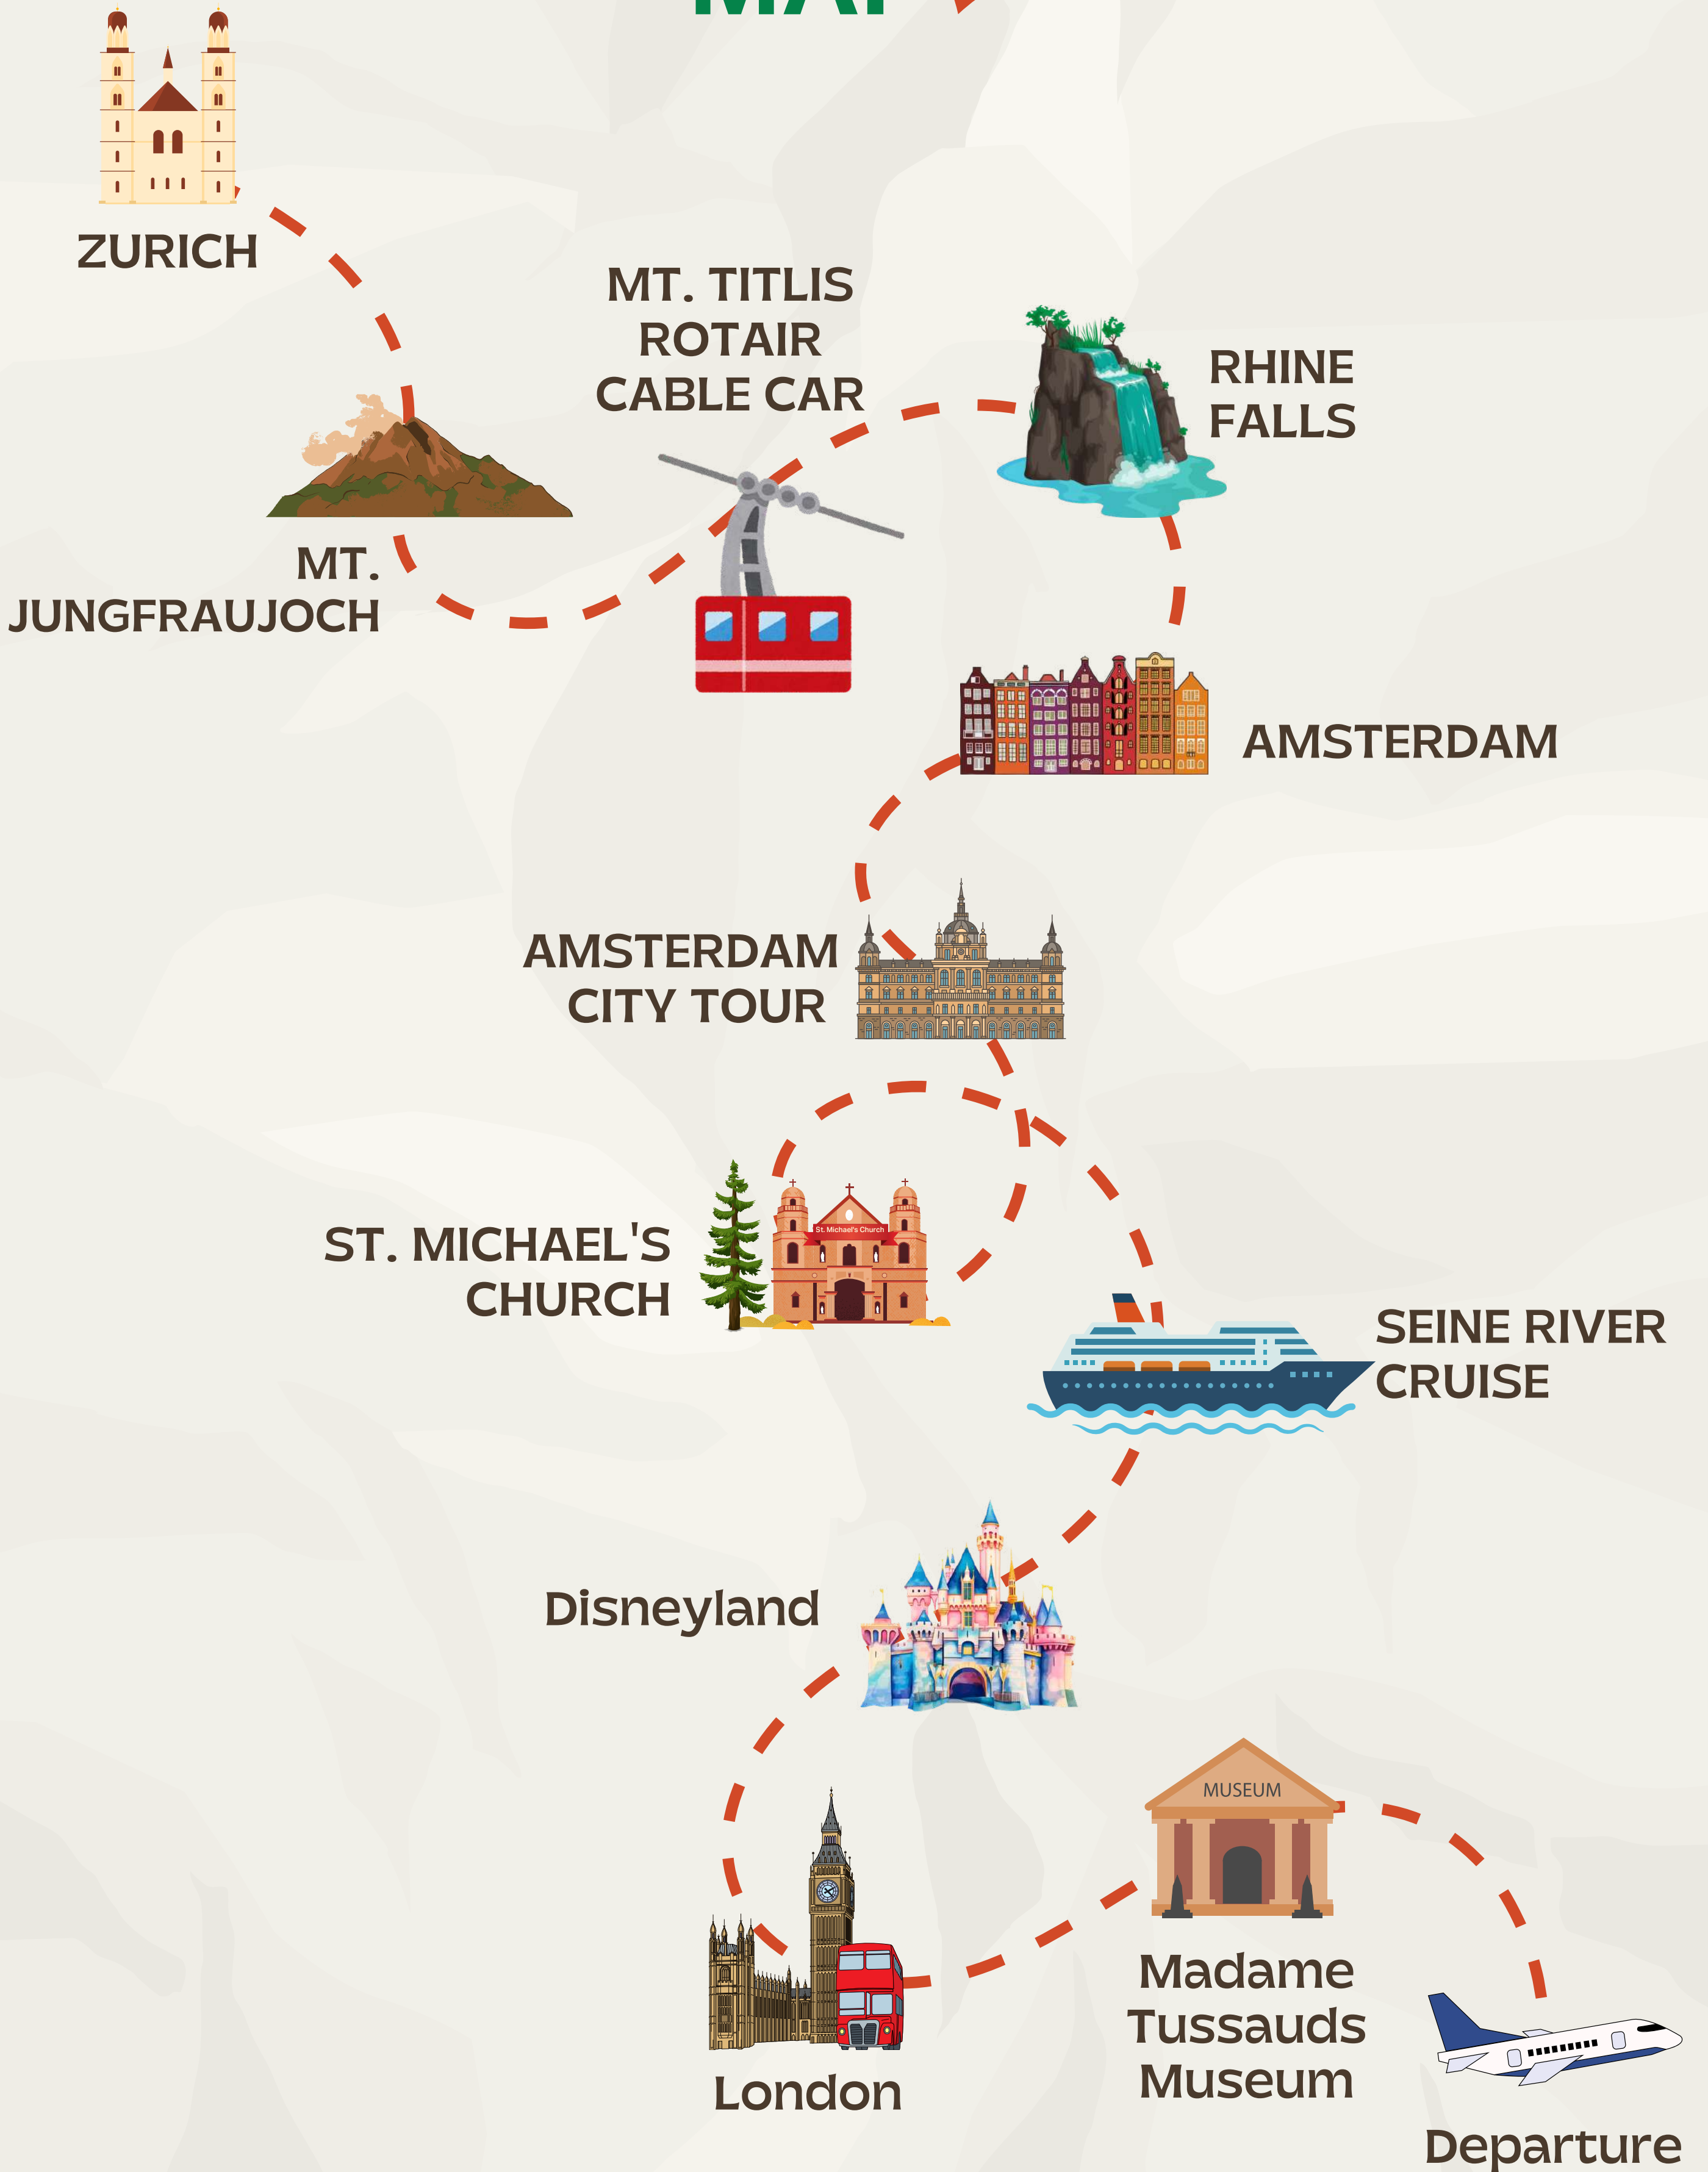 MAP
ZURICH
MT. TITLIS
ROTAIR
CABLE CAR
RHINE
FALLS
MT.
JUNGFRAUJOCH
AMSTERDAM
AMSTERDAM
CITY TOUR
ST. MICHAEL'S
CHURCH
St. Michael's Church
SEINE RIVER
CRUISE
Disneyland
MUSEUM
Madame
Tussauds
Museum
London
Departure